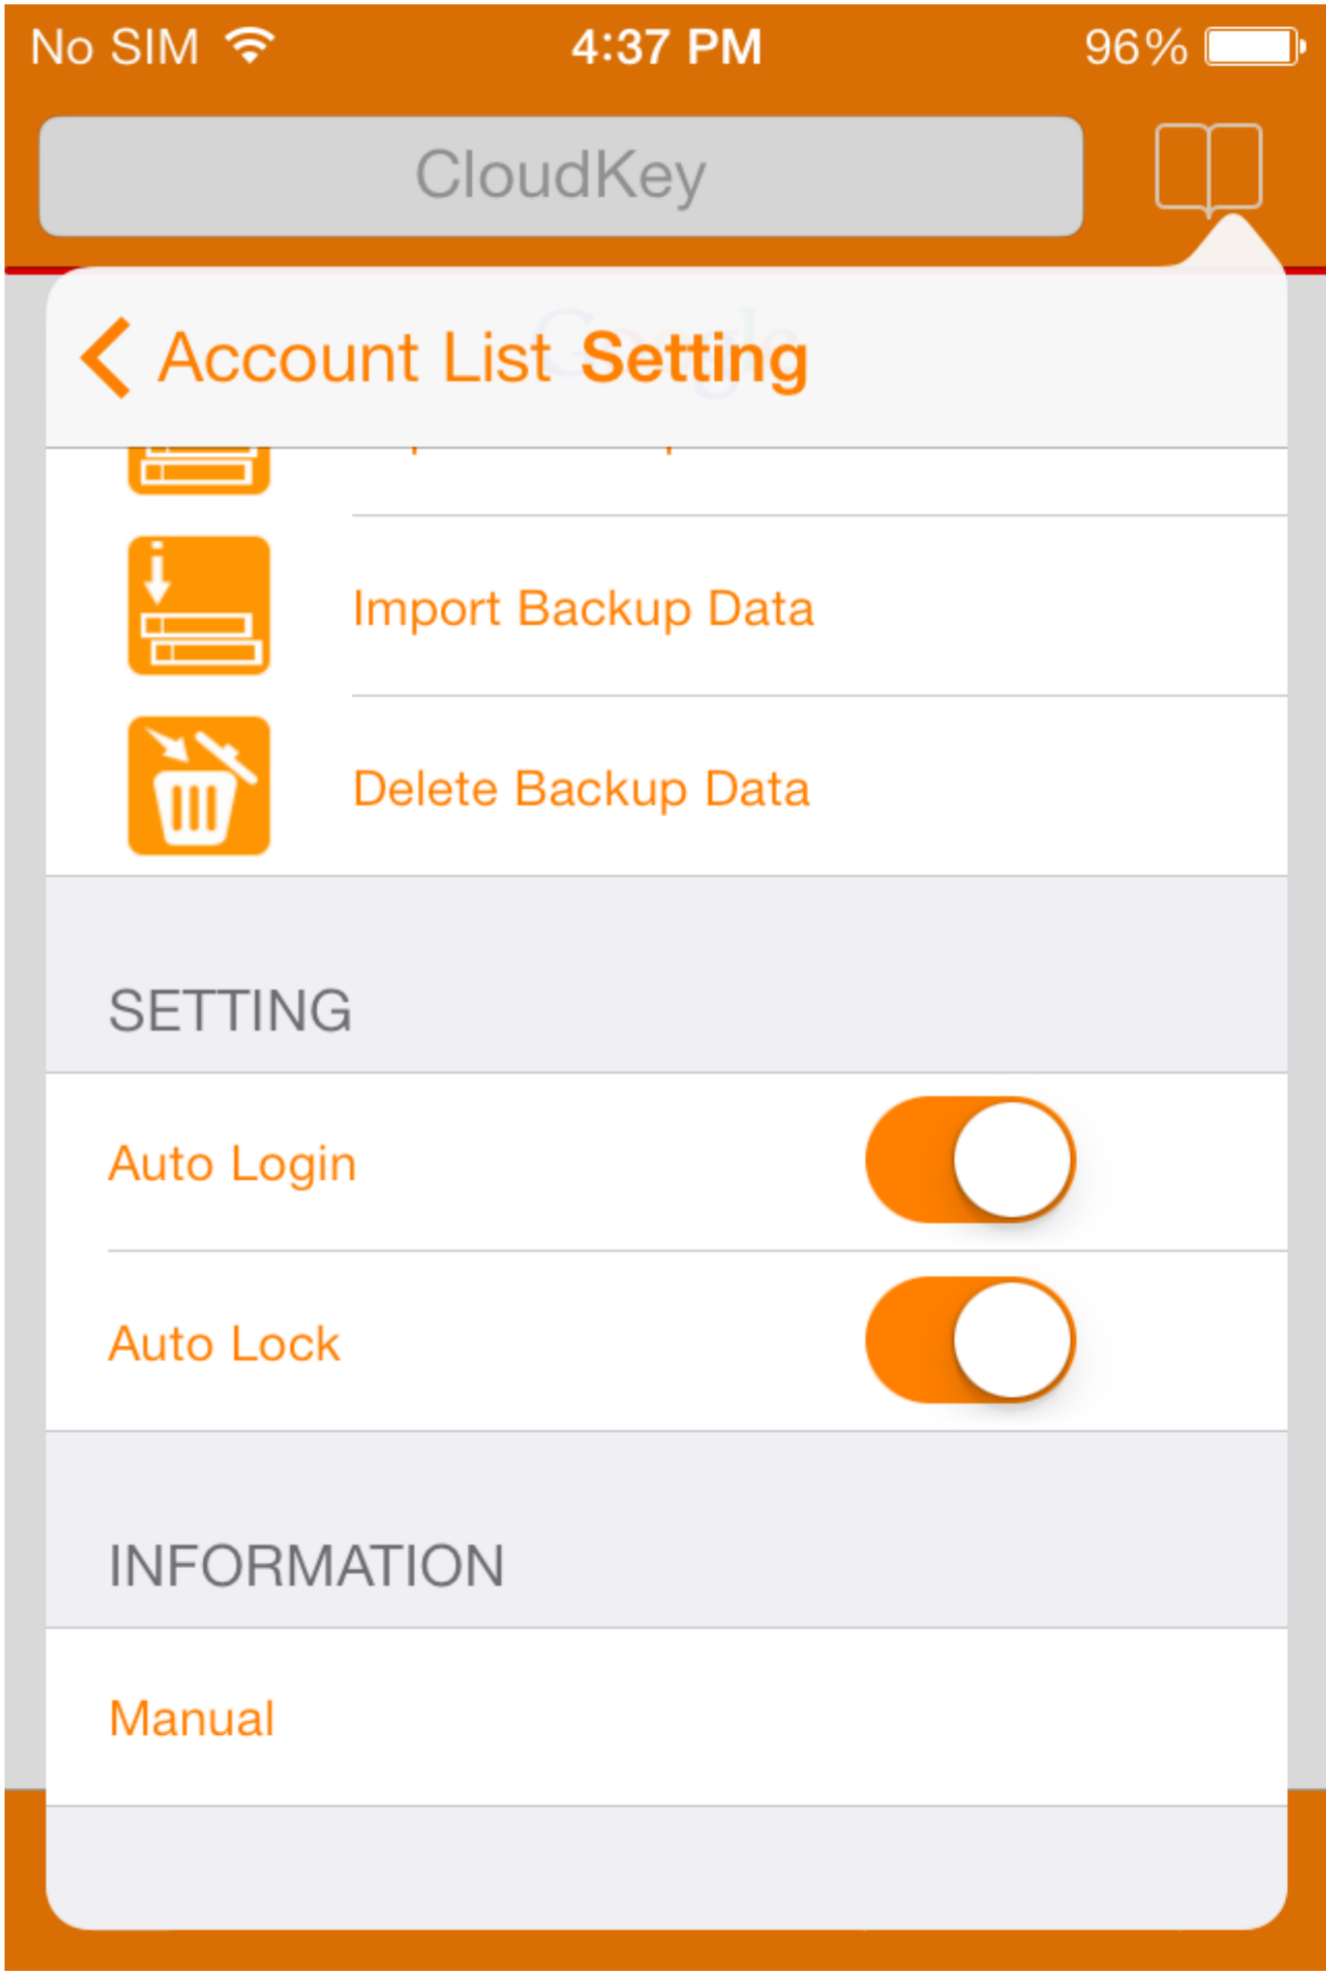 No SIM 4:37 PM 96%
CloudKey
Account List Setting
Import Backup Data
Delete Backup Data
SETTING
Auto Login
Auto Lock
INFORMATION
Manual